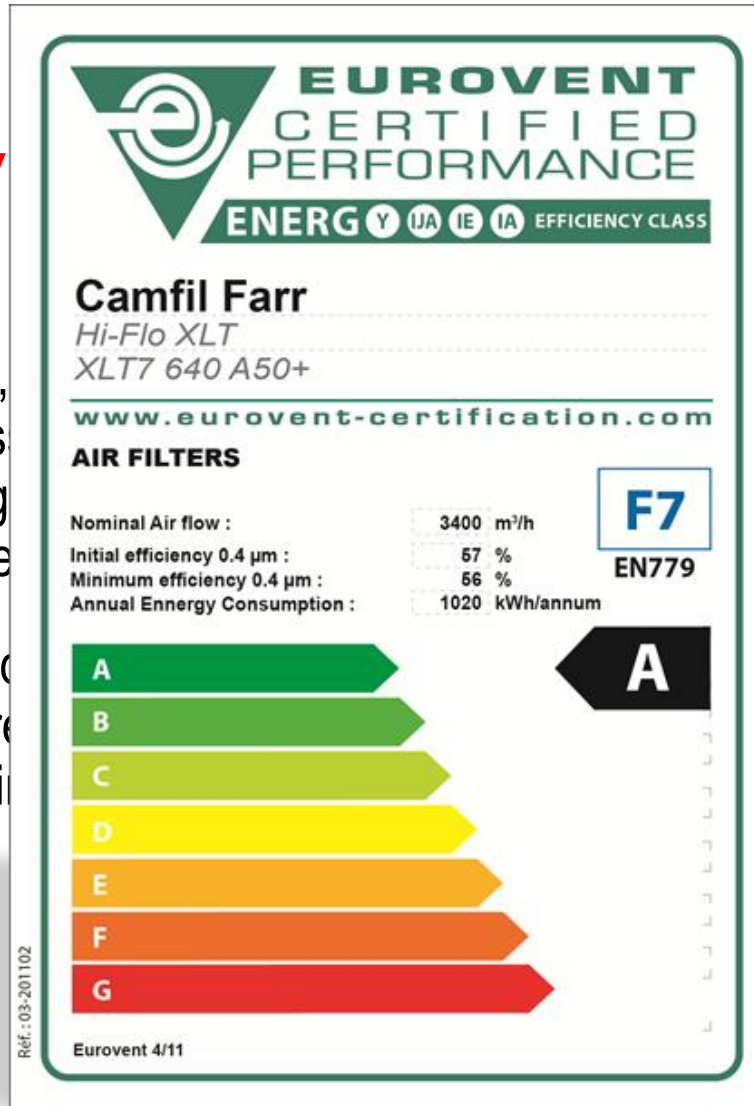 EUROVENT
CERTIFIED
PERFORMANCE
ENERG Y IJA IE IA EFFICIENCY CLASS
Camfil Farr
Hi-Flo XLT
XLT7 640 A50+
www.eurovent-certification.com
AIR FILTERS
F7
EN779
Nominal Air flow : 3400 m³/h
Initial efficiency 0.4 µm : 57 %
Minimum efficiency 0.4 µm : 56 %
Annual Ennergy Consumption : 1020 kWh/annum
A
A
B
C
D
E
F
G
Réf. : 03-201102
Eurovent 4/11